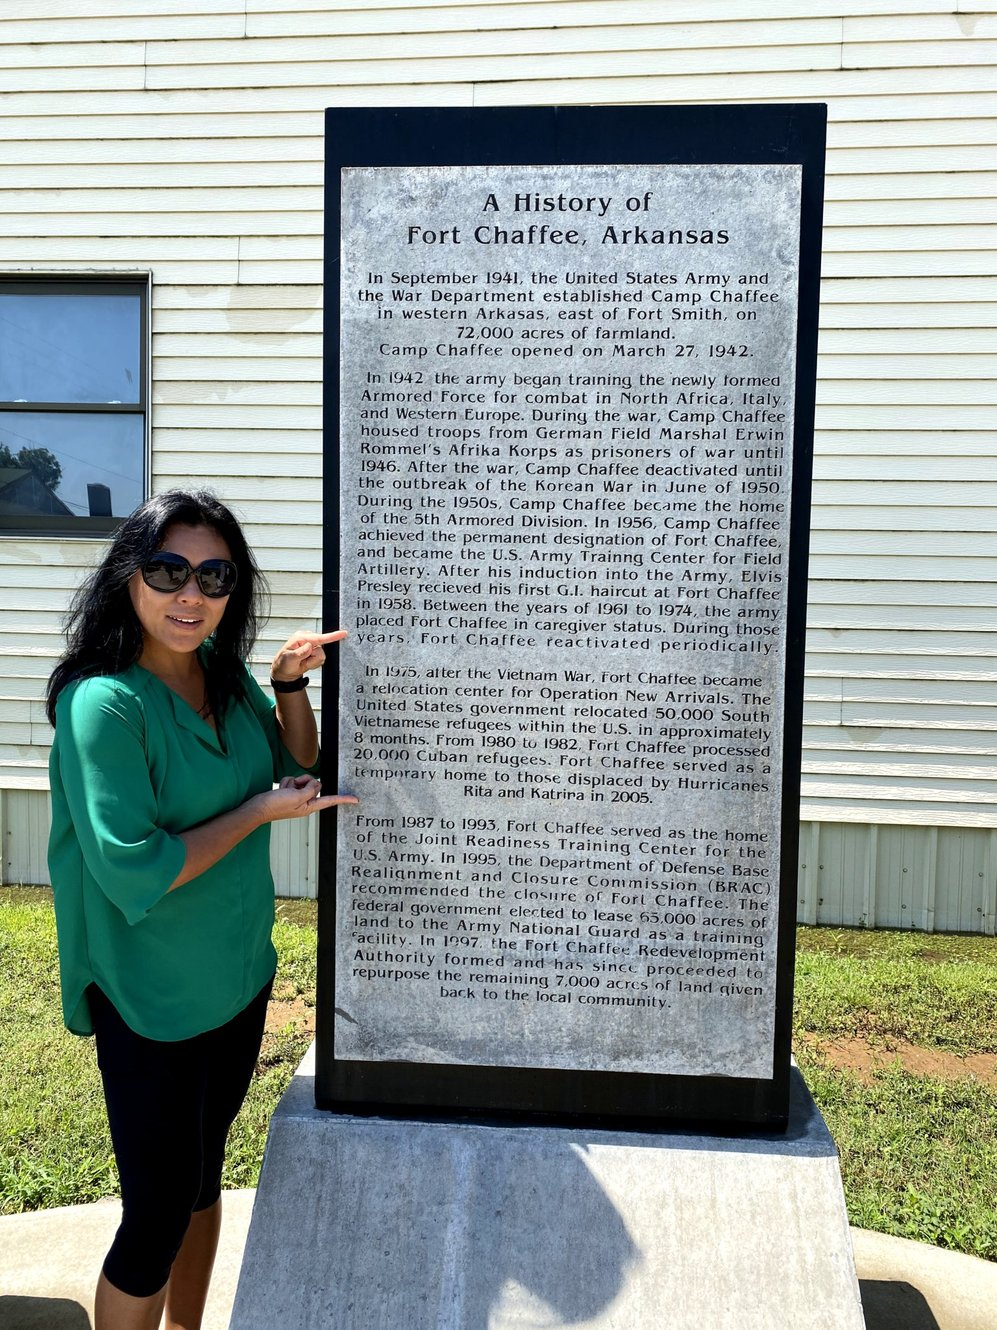 A History of
Fort Chaffee, Arkansas
In September 1941, the United States Army and
the War Department established Camp Chaffee
in western Arkasas, east of Fort Smith, on
72,000 acres of farmland.
Camp Chaffee opened on March 27, 1942.
In 1942 the army began training the newly formed
Armored Force for combat in North Africa, Italy,
and Western Europe. During the war, Camp Chaffee
housed troops from German Field Marshal Erwin
Rommel's Afrika Korps as prisoners of war until
1946. After the war, Camp Chaffee deactivated until
the outbreak of the Korean War in June of 1950.
During the 1950s, Camp Chaffee became the home
of the 5th Armored Division. In 1956, Camp Chaffee
achieved the permanent designation of Fort Chaffee,
and became the U.S. Army Trainng Center for Field
Artillery. After his induction into the Army, Elvis
Presley recieved his first G.I. haircut at Fort Chaffee
in 1958. Between the years of 1961 to 1974, the army
placed Fort Chaffee in caregiver status. During those
years, Fort Chaffee reactivated periodically.
In 1975, after the Vietnam War, Fort Chaffee became
a relocation center for Operation New Arrivals. The
United States government relocated 50,000 South
Vietnamese refugees within the U.S. in approximately
8 months. From 1980 to 1982, Fort Chaffee processed
20,000 Cuban refugees. Fort Chaffee served as a
temporary home to those displaced by Hurricanes
Rita and Katrina in 2005.
From 1987 to 1993, Fort Chaffee served as the home
of the Joint Readiness Training Center for the
U.S. Army. In 1995, the Department of Defense Base
Realignment and Closure Commission (BRAC)
recommended the closure of Fort Chaffee. The
federal government elected to lease 65,000 acres of
land to the Army National Guard as a training
facility. In 1997, the Fort Chaffee Redevelopment
Authority formed and has since proceeded to
repurpose the remaining 7,000 acres of land given
back to the local community.